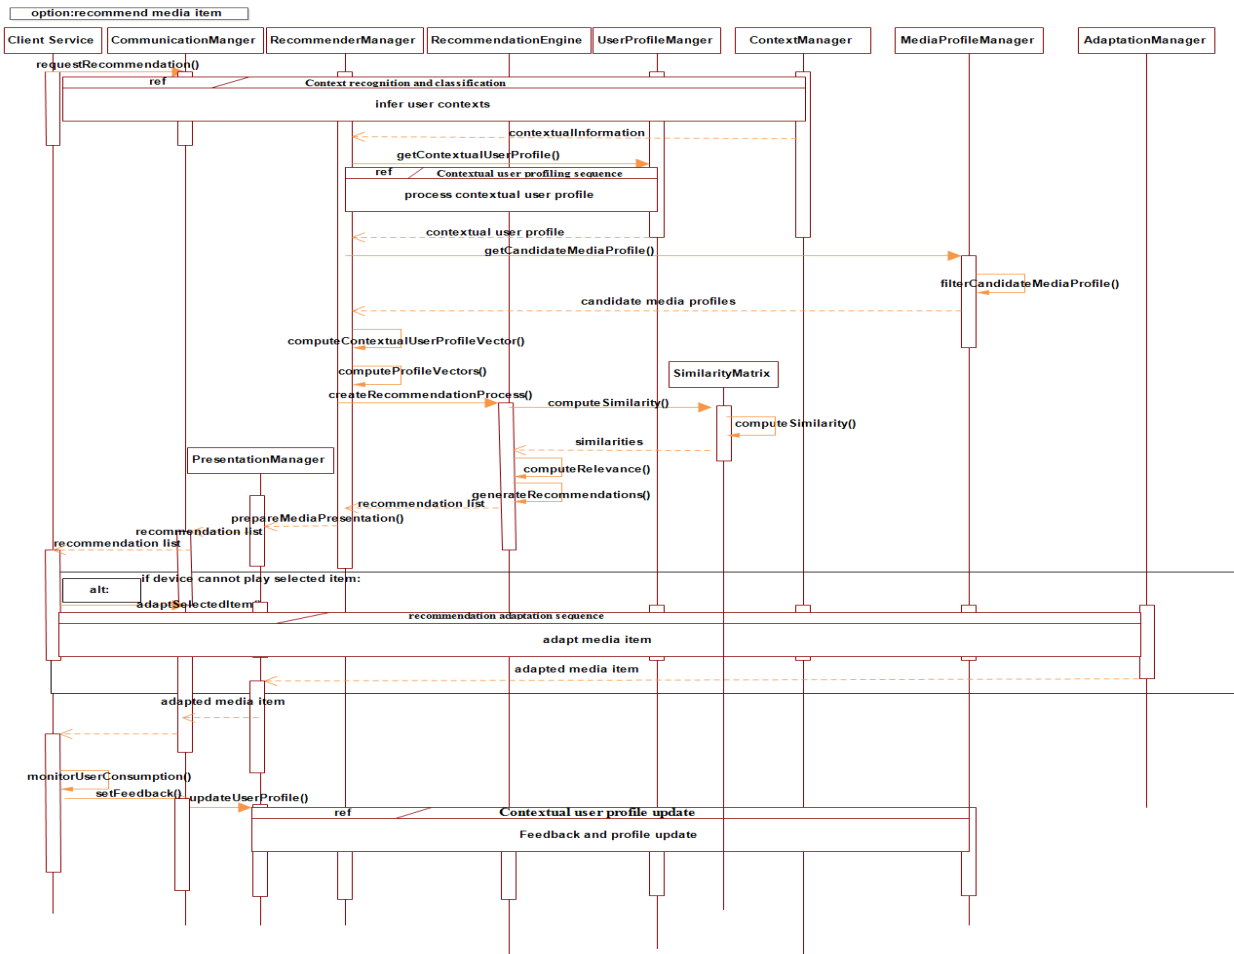 option:recommend media item
Client Service
CommunicationManger
RecommenderManager
RecommendationEngine
UserProfileManger
ContextManager
MediaProfileManager
AdaptationManager
requestRecommendation()
ref
Context recognition and classification
infer user contexts
contextualInformation
getContextualUserProfile()
ref
Contextual user profiling sequence
process contextual user profile
contextual user profile
getCandidateMediaProfile()
filterCandidateMediaProfile()
candidate media profiles
computeContextualUserProfileVector()
computeProfileVectors()
SimilarityMatrix
createRecommendationProcess()
computeSimilarity()
computeSimilarity()
similarities
PresentationManager
computeRelevance()
generateRecommendations()
recommendation list
prepareMediaPresentation()
recommendation list
recommendation list
if device cannot play selected item:
alt:
adaptSelectedItem()
recommendation adaptation sequence
adapt media item
adapted media item
adapted media item
monitorUserConsumption()
setFeedback()
updateUserProfile()
ref
Contextual user profile update
Feedback and profile update